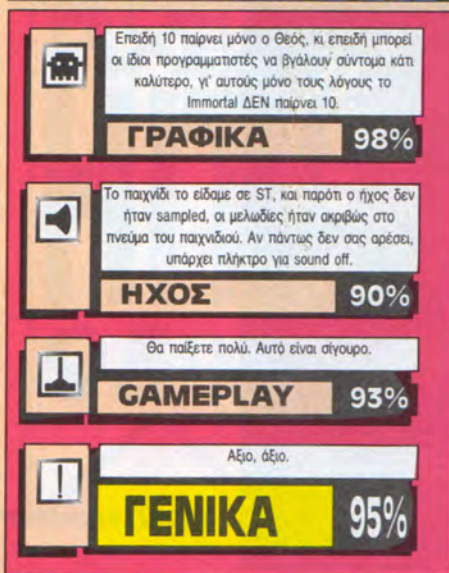 Επειδή 10 παίρνει μόνο ο Θεός, κι επειδή μπορεί
οι ίδιοι προγραμματιστές να βγάλουν σύντομα κάτι
καλύτερο, γι' αυτούς μόνο τους λόγους το
Immortal ΔΕΝ παίρνει 10.
ΓΡΑΦΙΚΑ 98%
Το παιχνίδι το είδαμε σε ST, και παρότι ο ήχος δεν
ήταν sampled, οι μελωδίες ήταν ακριβώς στο
πνεύμα του παιχνιδιού. Αν πάντως δεν σας αρέσει,
υπάρχει πλήκτρο για sound off.
ΗΧΟΣ 90%
Θα παίξετε πολύ. Αυτό είναι σίγουρο.
GAMEPLAY 93%
Αξιο, άξιο.
ΓΕΝΙΚΑ 95%